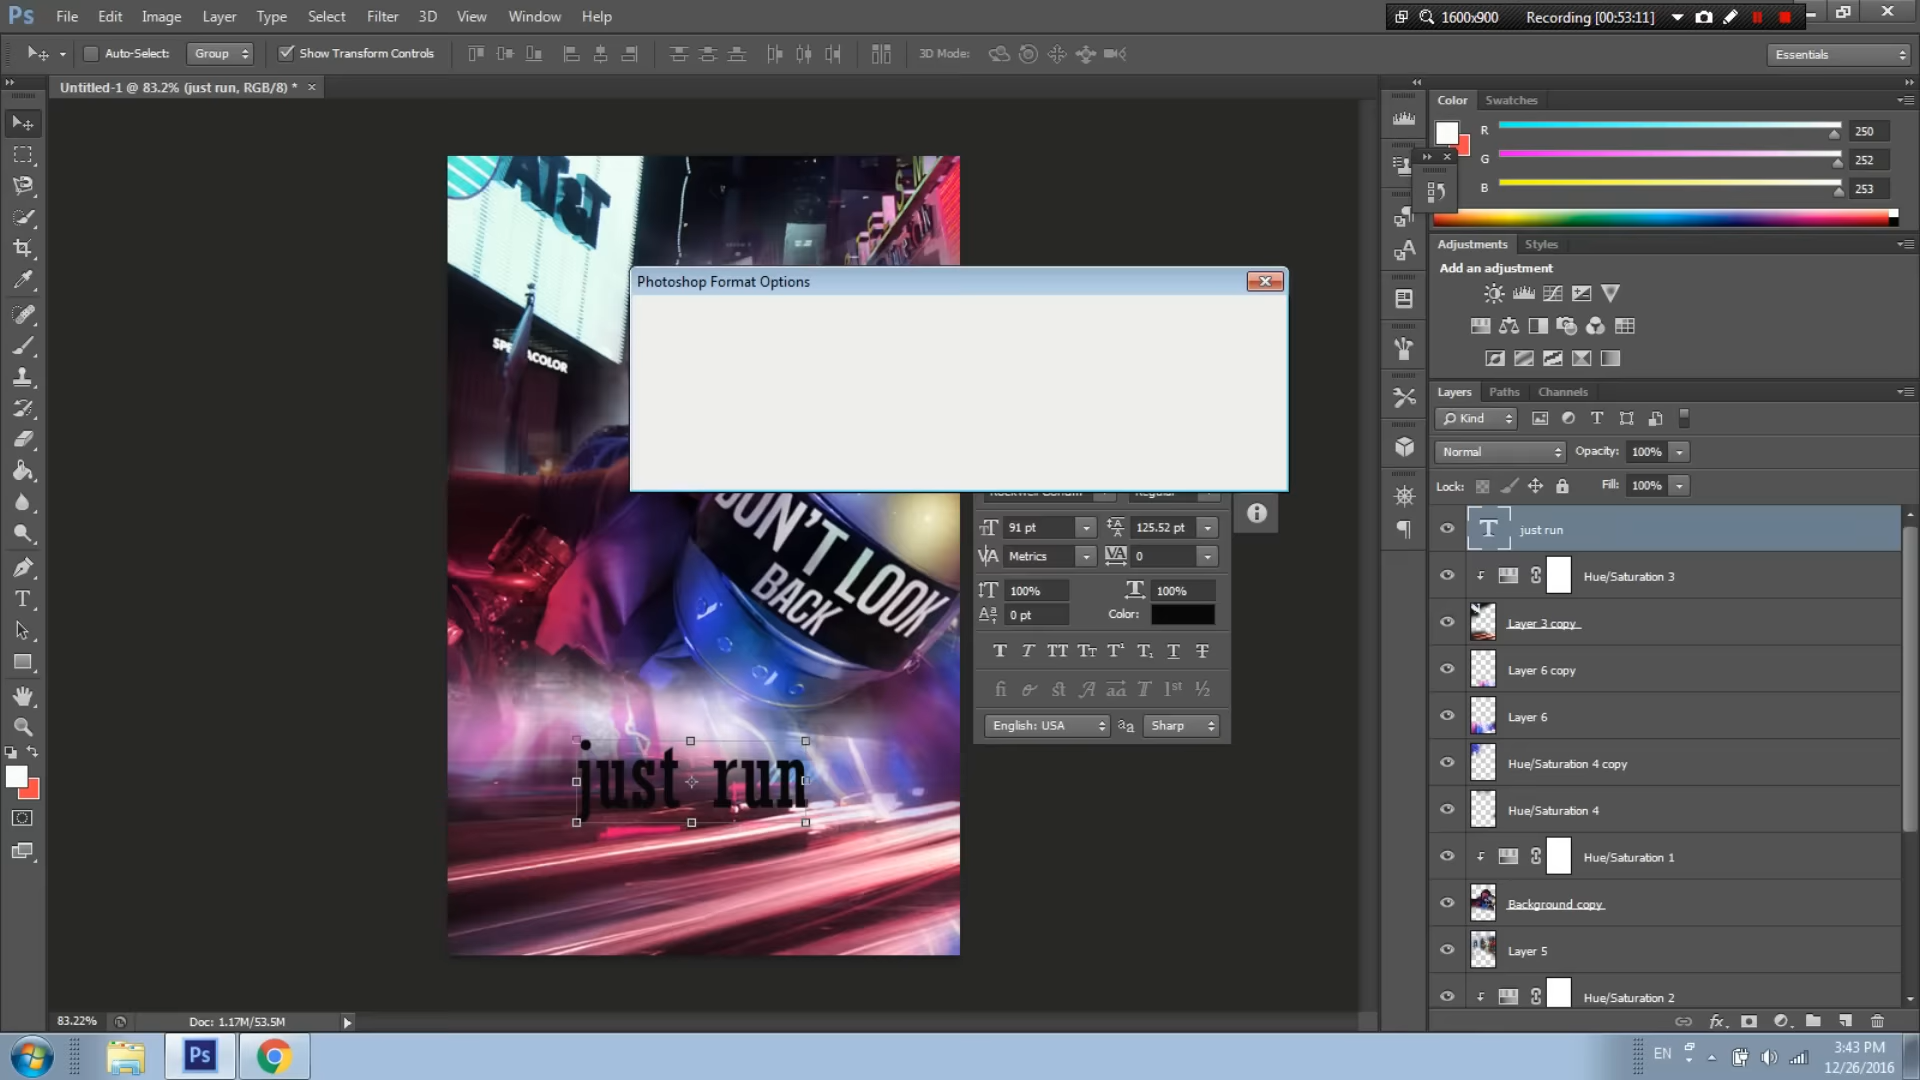 Ps File Edit Image Layer Type Select Filter 3D View Window Help
1600x900 Recording [00:53:11]
Auto-Select: Group Show Transform Controls 3D Mode: Essentials
Untitled-1 @ 83.2% (just run, RGB/8) * ×
Color Swatches
R 250
G 252
B 253
Adjustments Styles
Add an adjustment
AT&T
SPECTACOLOR
DON'T LOOK
BACK
just run
Photoshop Format Options
91 pt 125.52 pt
Metrics 0
100% 100%
0 pt Color:
English: USA aa Sharp
Layers Paths Channels
Kind
Normal Opacity: 100%
Lock: Fill: 100%
just run
Hue/Saturation 3
Layer 3 copy
Layer 6 copy
Layer 6
Hue/Saturation 4 copy
Hue/Saturation 4
Hue/Saturation 1
Background copy
Layer 5
Hue/Saturation 2
83.22% Doc: 1.17M/53.5M
Ps
EN
3:43 PM
12/26/2016